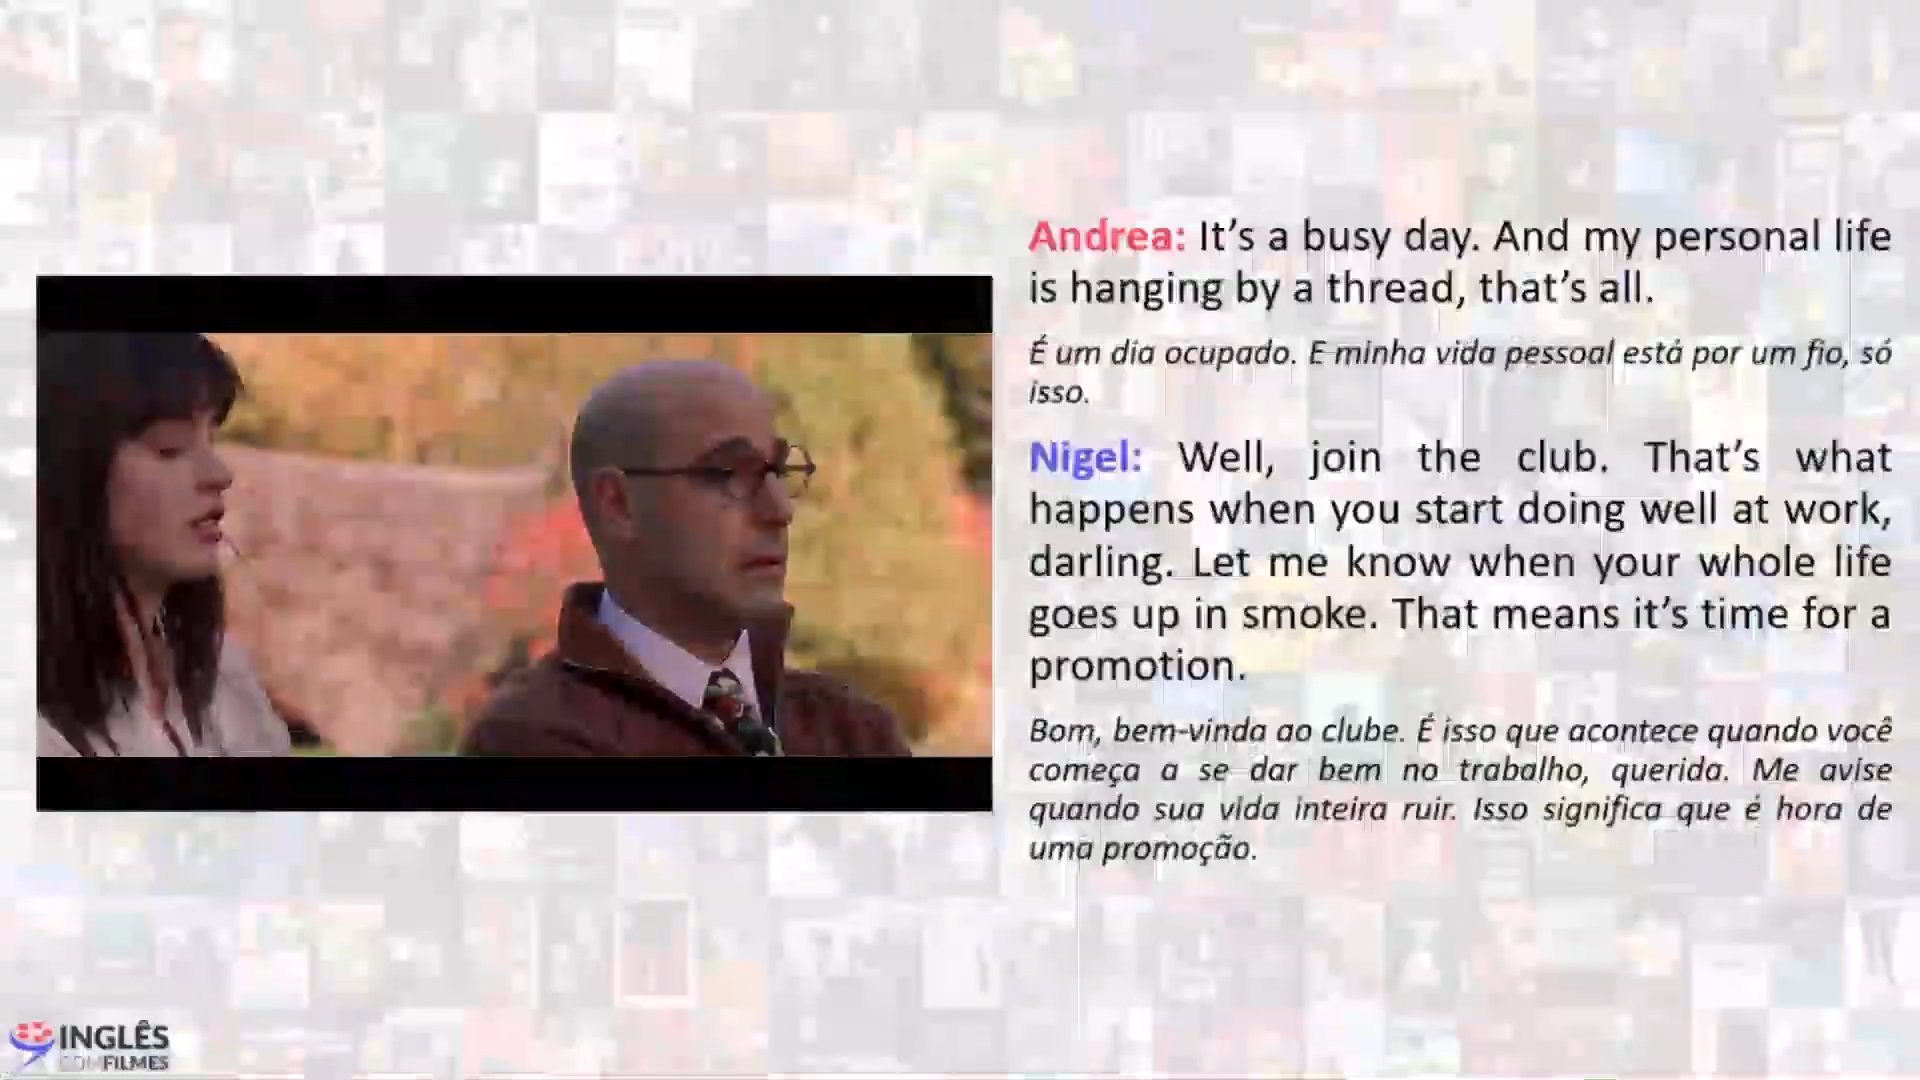 Andrea: It’s a busy day. And my personal life
is hanging by a thread, that’s all.
É um dia ocupado. E minha vida pessoal está por um fio, só
isso.
Nigel: Well, join the club. That’s what
happens when you start doing well at work,
darling. Let me know when your whole life
goes up in smoke. That means it’s time for a
promotion.
Bom, bem-vinda ao clube. É isso que acontece quando você
começa a se dar bem no trabalho, querida. Me avise
quando sua vida inteira ruir. Isso significa que é hora de
uma promoção.
INGLÊS
COMFILMES